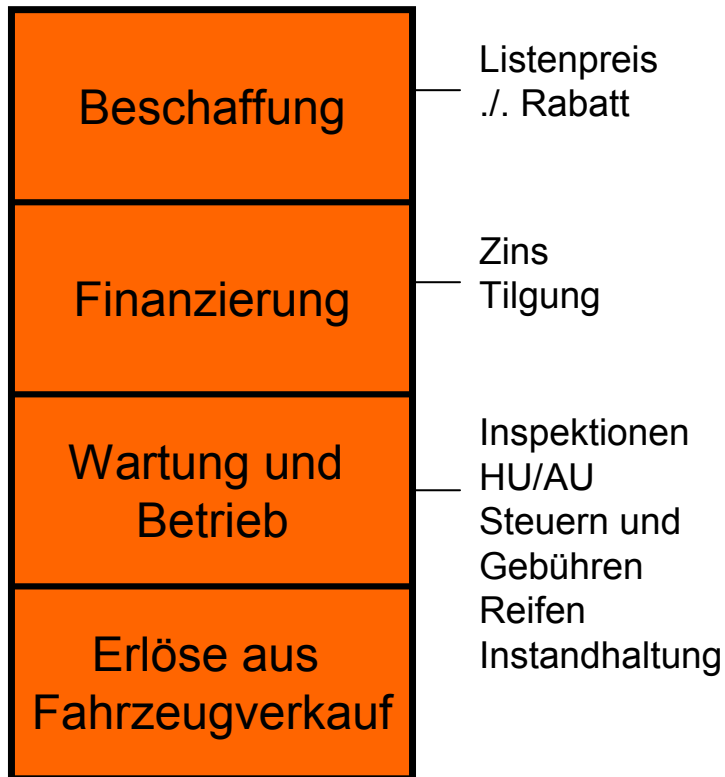 Beschaffung
Listenpreis
./. Rabatt
Finanzierung
Zins
Tilgung
Wartung und
Betrieb
Inspektionen
HU/AU
Steuern und
Gebühren
Reifen
Instandhaltung
Erlöse aus
Fahrzeugverkauf